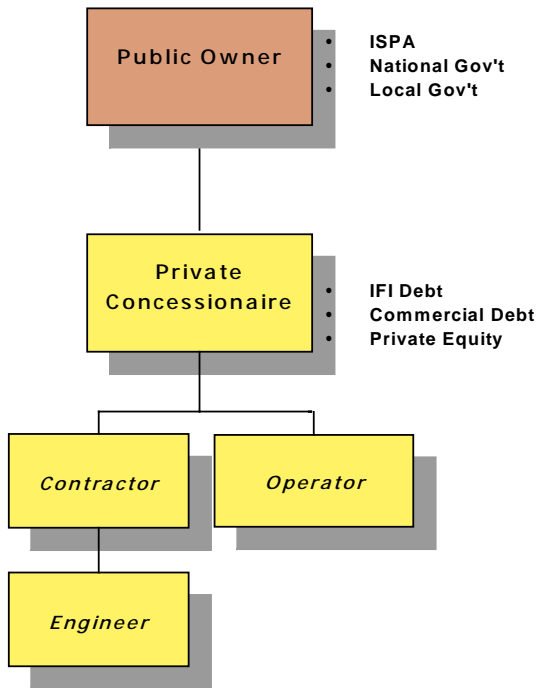 Public Owner
• ISPA
• National Gov't
• Local Gov't
Private
Concessionaire
• IFI Debt
• Commercial Debt
• Private Equity
Contractor
Operator
Engineer